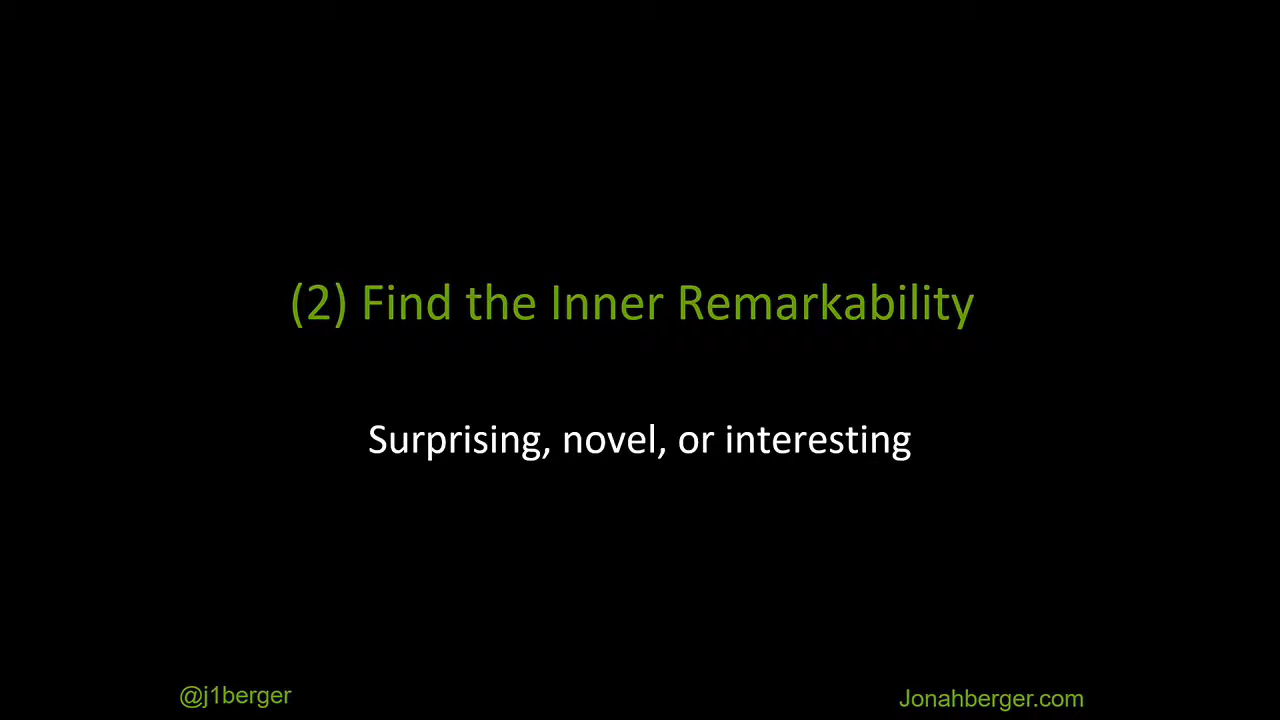 (2) Find the Inner Remarkability
Surprising, novel, or interesting
@j1berger
Jonahberger.com